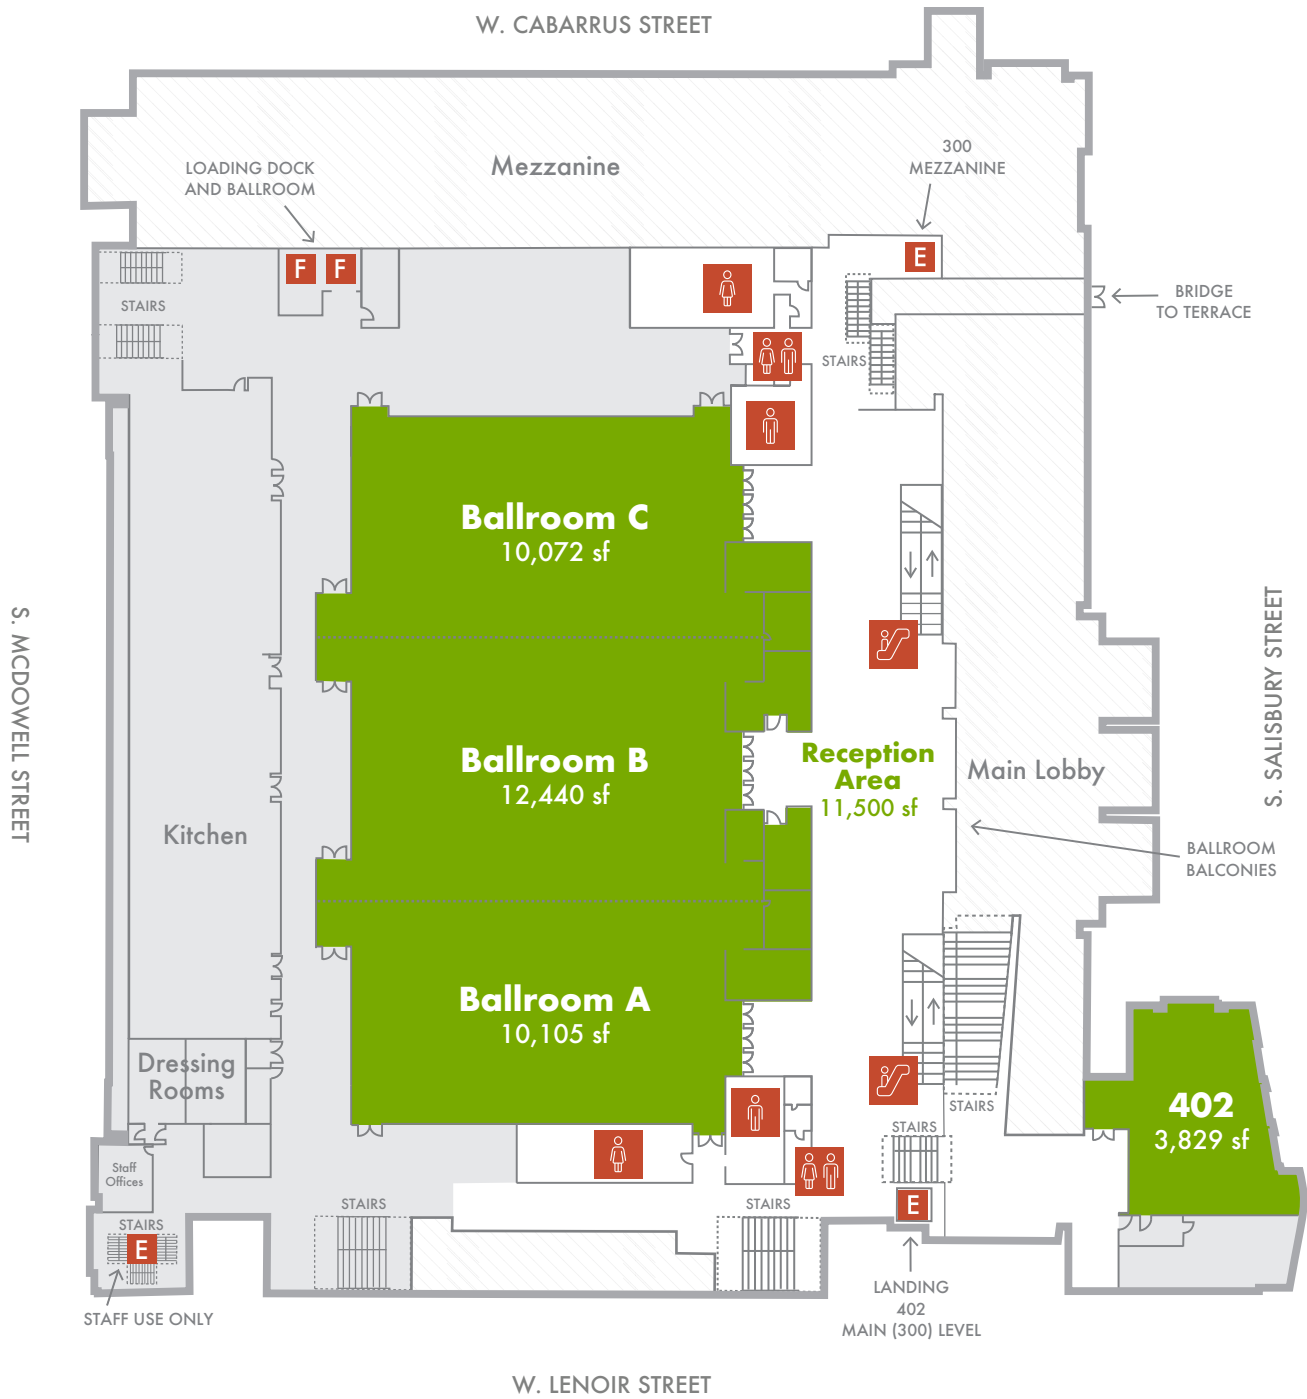 W. CABARRUS STREET
300
MEZZANINE
LOADING DOCK
AND BALLROOM
Mezzanine
E
F
F
BRIDGE
TO TERRACE
STAIRS
STAIRS
Ballroom C
10,072 sf
S. MCDOWELL STREET
S. SALISBURY STREET
Ballroom B
12,440 sf
Reception
Area
11,500 sf
Main Lobby
Kitchen
BALLROOM
BALCONIES
Ballroom A
10,105 sf
Dressing
Rooms
402
3,829 sf
STAIRS
STAIRS
Staff
Offices
STAIRS
STAIRS
STAIRS
E
E
STAFF USE ONLY
LANDING
402
MAIN (300) LEVEL
W. LENOIR STREET